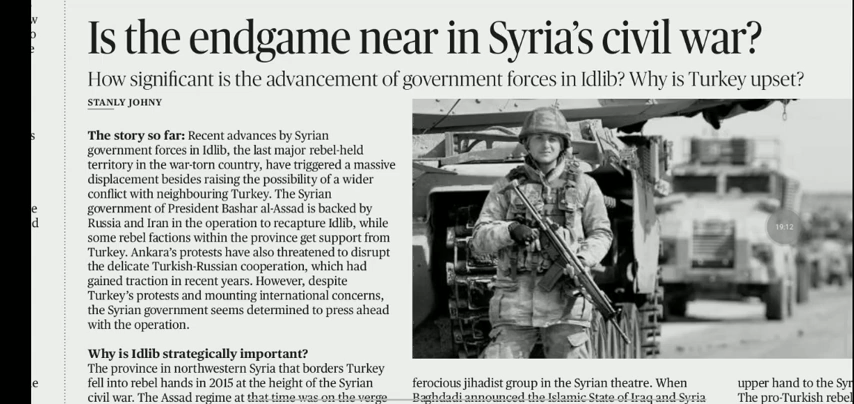 Is the endgame near in Syria's civil war?
How significant is the advancement of government forces in Idlib? Why is Turkey upset?
STANLY JOHNY
The story so far: Recent advances by Syrian
government forces in Idlib, the last major rebel-held
territory in the war-torn country, have triggered a massive
displacement besides raising the possibility of a wider
conflict with neighbouring Turkey. The Syrian
government of President Bashar al-Assad is backed by
Russia and Iran in the operation to recapture Idlib, while
some rebel factions within the province get support from
Turkey. Ankara's protests have also threatened to disrupt
the delicate Turkish-Russian cooperation, which had
gained traction in recent years. However, despite
Turkey's protests and mounting international concerns,
the Syrian government seems determined to press ahead
with the operation.
Why is Idlib strategically important?
The province in northwestern Syria that borders Turkey
fell into rebel hands in 2015 at the height of the Syrian
civil war. The Assad regime at that time was on the verge
ferocious jihadist group in the Syrian theatre. When
Baghdadi announced the Islamic State of Iraq and Syria
upper hand to the Syr
The pro-Turkish rebel
19:12